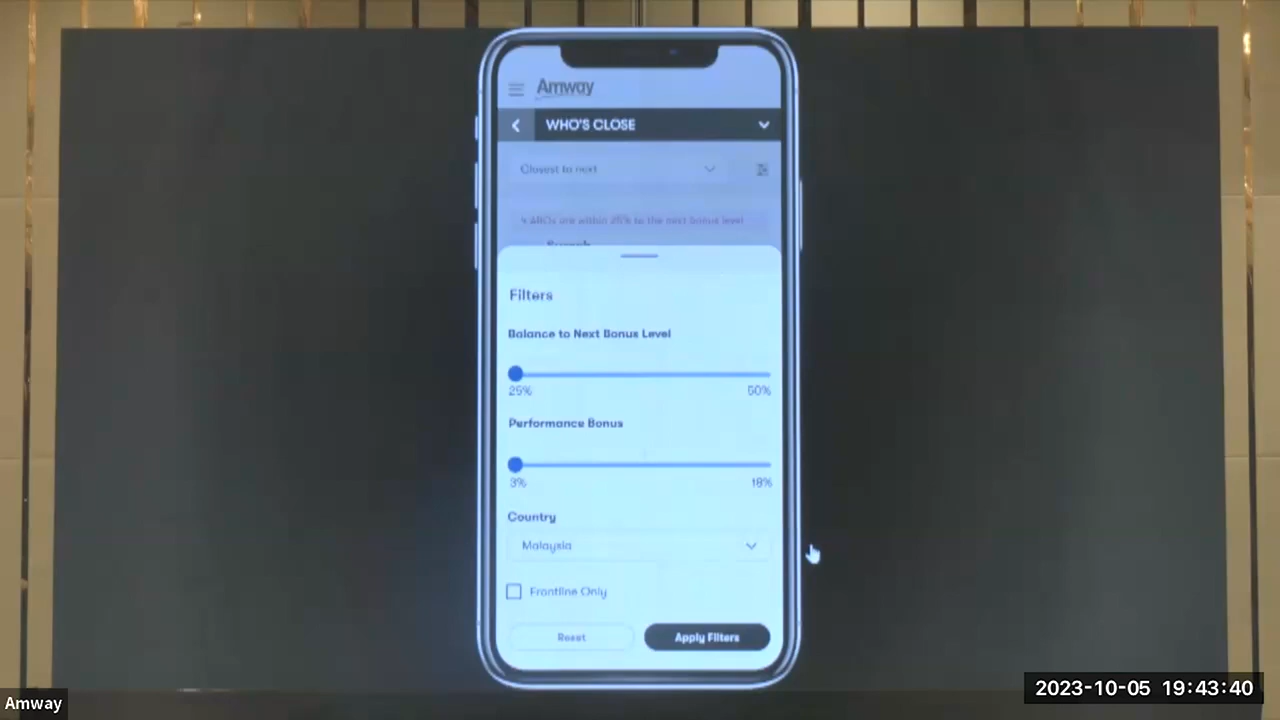 Amway
WHO'S CLOSE
Closest to next
4 ABOs are within 25% to the next bonus level
Filters
Balance to Next Bonus Level
25% 50%
Performance Bonus
3% 18%
Country
Malaysia
Frontline Only
Reset Apply Filters
Amway
2023-10-05 19:43:40